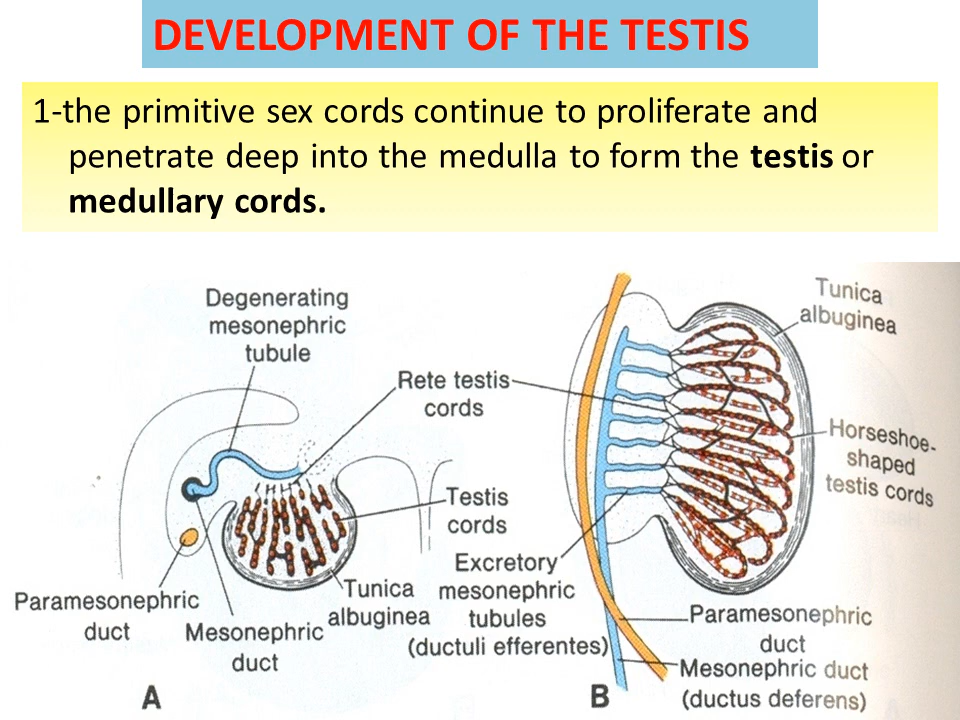 DEVELOPMENT OF THE TESTIS
1-the primitive sex cords continue to proliferate and
penetrate deep into the medulla to form the testis or
medullary cords.
Degenerating
mesonephric
tubule
Rete testis
cords
Testis
cords
Tunica
albuginea
Paramesonephric
duct
Mesonephric
duct
A
Tunica
albuginea
Horseshoe-
shaped
testis cords
Excretory
mesonephric
tubules
(ductuli efferentes)
Paramesonephric
duct
Mesonephric duct
(ductus deferens)
B